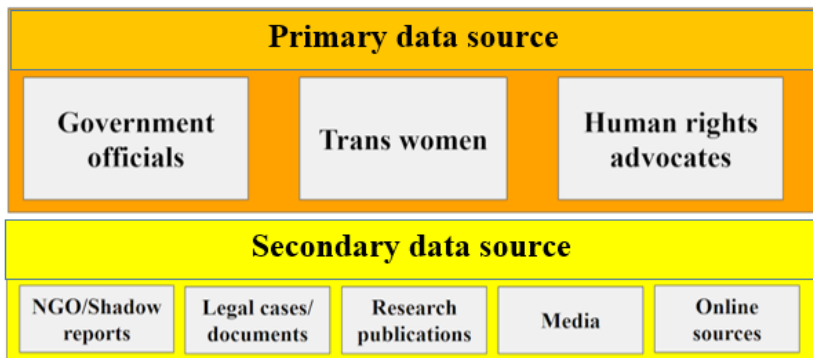 Primary data source
Government
officials
Trans women
Human rights
advocates
Secondary data source
NGO/Shadow
reports
Legal cases/
documents
Research
publications
Media
Online
sources